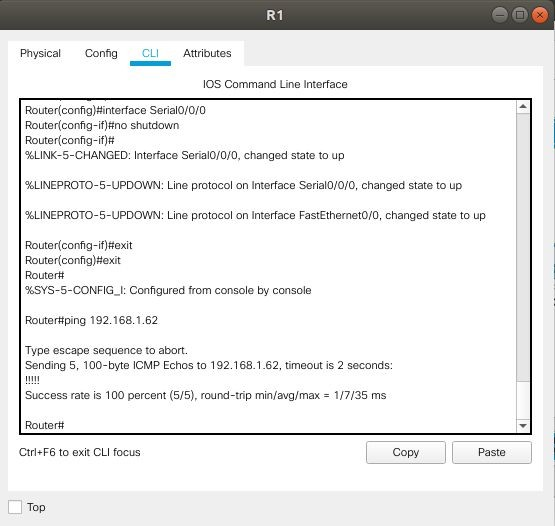 R1
Physical Config CLI Attributes
IOS Command Line Interface
Router(config)#interface Serial0/0/0
Router(config-if)#no shutdown
Router(config-if)#
%LINK-5-CHANGED: Interface Serial0/0/0, changed state to up
%LINEPROTO-5-UPDOWN: Line protocol on Interface Serial0/0/0, changed state to up
%LINEPROTO-5-UPDOWN: Line protocol on Interface FastEthernet0/0, changed state to up
Router(config-if)#exit
Router(config)#exit
Router#
%SYS-5-CONFIG_I: Configured from console by console
Router#ping 192.168.1.62
Type escape sequence to abort.
Sending 5, 100-byte ICMP Echos to 192.168.1.62, timeout is 2 seconds:
!!!!!
Success rate is 100 percent (5/5), round-trip min/avg/max = 1/7/35 ms
Router#
Ctrl+F6 to exit CLI focus
Copy Paste
Top